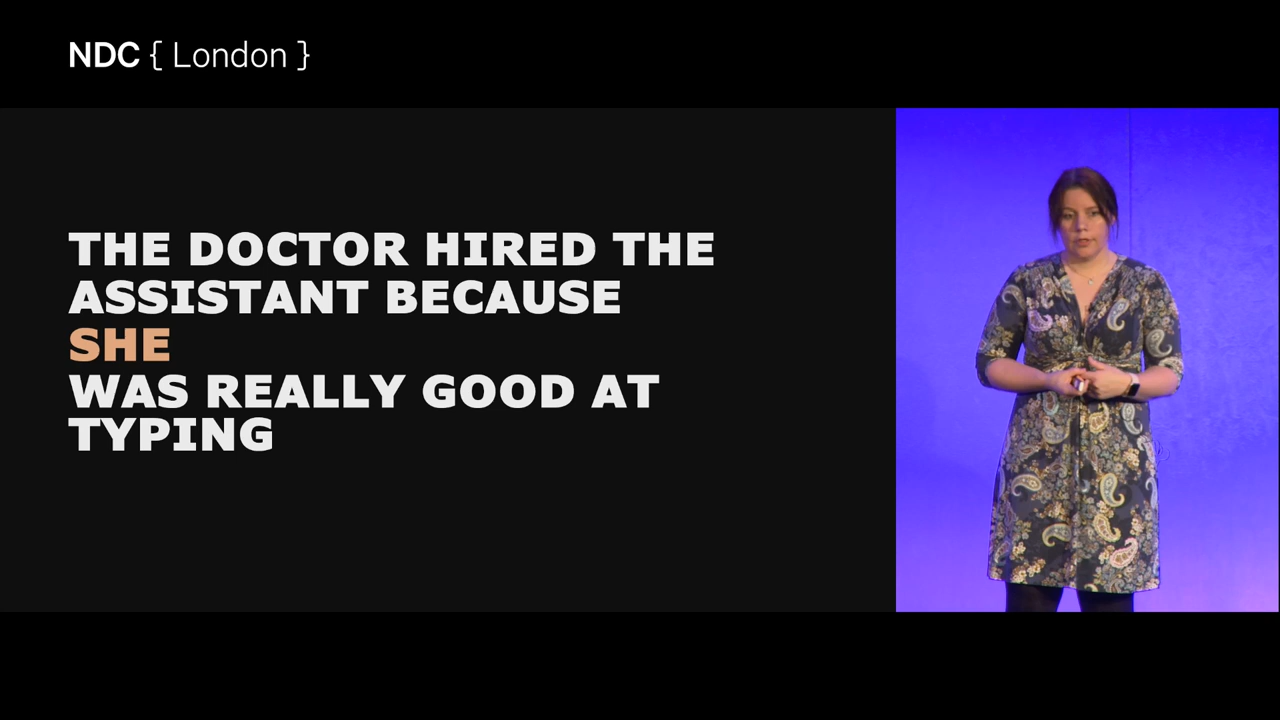 NDC { London }
THE DOCTOR HIRED THE
ASSISTANT BECAUSE
SHE
WAS REALLY GOOD AT
TYPING